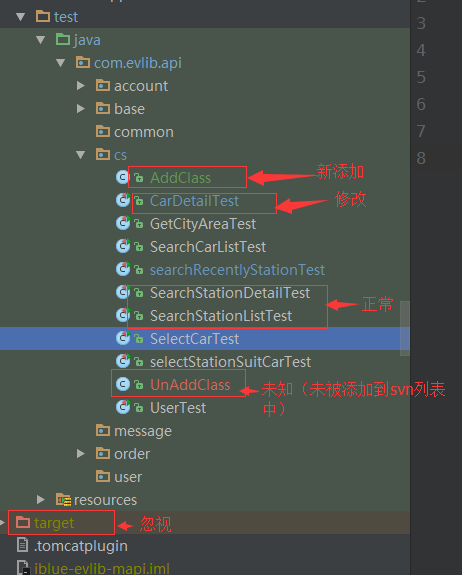 test
2
3
java
4
com.evlib.api
account
5
base
6
common
7
cs
8
AddClass
新添加
CarDetailTest
修改
GetCityAreaTest
SearchCarListTest
searchRecentlyStationTest
SearchStationDetailTest
SearchStationListTest
正常
SelectCarTest
selectStationSuitCarTest
UnAddClass
未知（未被添加到svn列表
中）
UserTest
message
order
user
resources
target
忽视
.tomcatplugin
iblue-evlib-mapi.iml